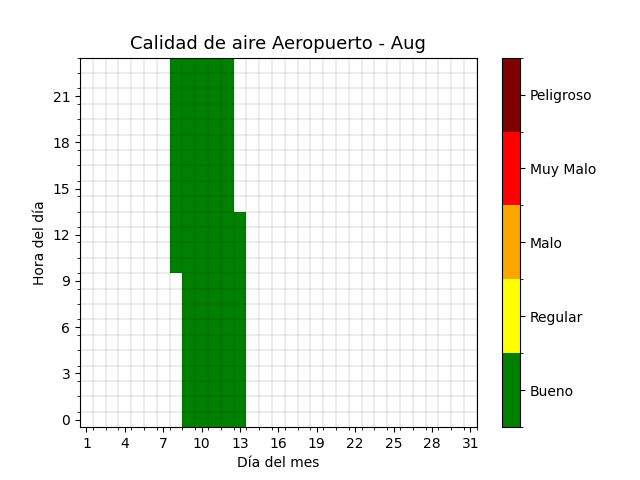 Calidad de aire Aeropuerto - Aug
21
18
15
12
9
6
3
0
Hora del día
1 4 7 10 13 16 19 22 25 28 31
Día del mes
Peligroso
Muy Malo
Malo
Regular
Bueno